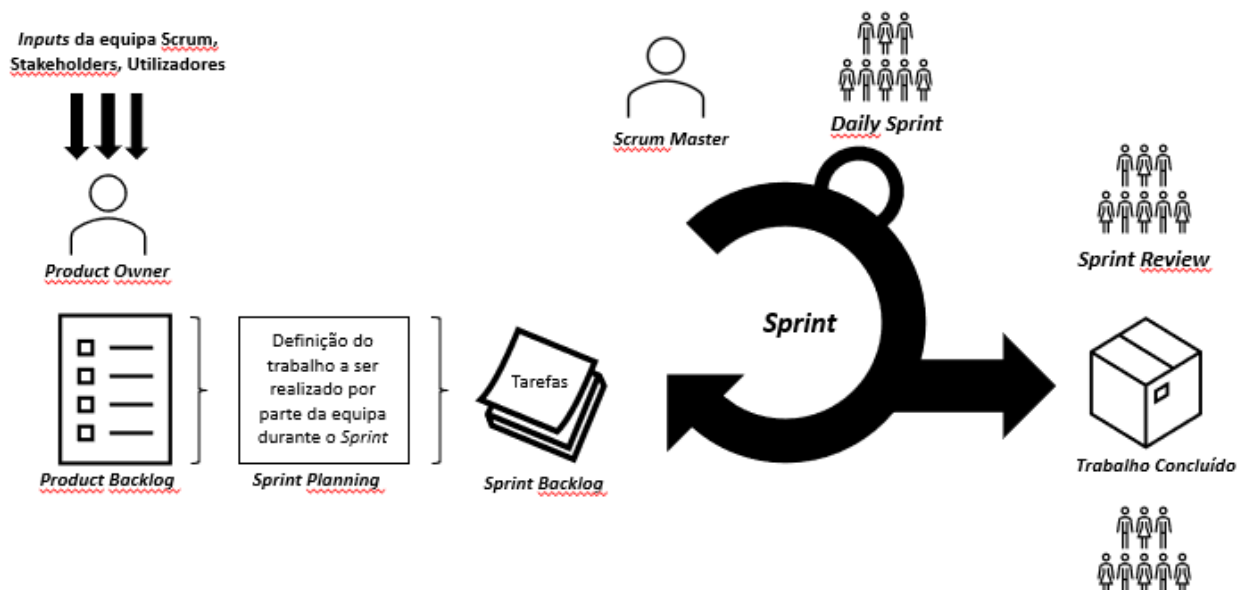 Inputs da equipa Scrum,
Stakeholders, Utilizadores
Product Owner
Product Backlog
Definição do
trabalho a ser
realizado por
parte da equipa
durante o Sprint
Sprint Planning
Tarefas
Sprint Backlog
Scrum Master
Daily Sprint
Sprint
Sprint Review
Trabalho Concluído